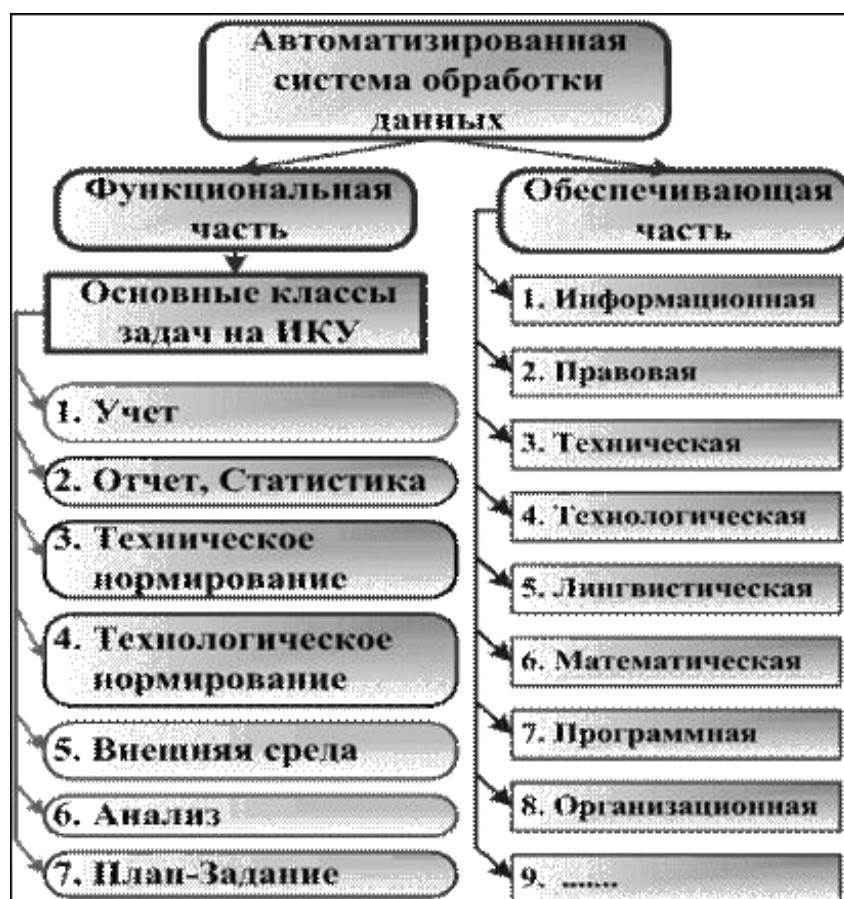 Автоматизированная
система обработки
данных
Функциональная
часть
Основные классы
задач на ИКУ
1. Учет
2. Отчет, Статистика
3. Техническое
нормирование
4. Технологическое
нормирование
5. Внешняя среда
6. Анализ
7. План-Задание
Обеспечивающая
часть
1. Информационная
2. Правовая
3. Техническая
4. Технологическая
5. Лингвистическая
6. Математическая
7. Программная
8. Организационная
9. .......